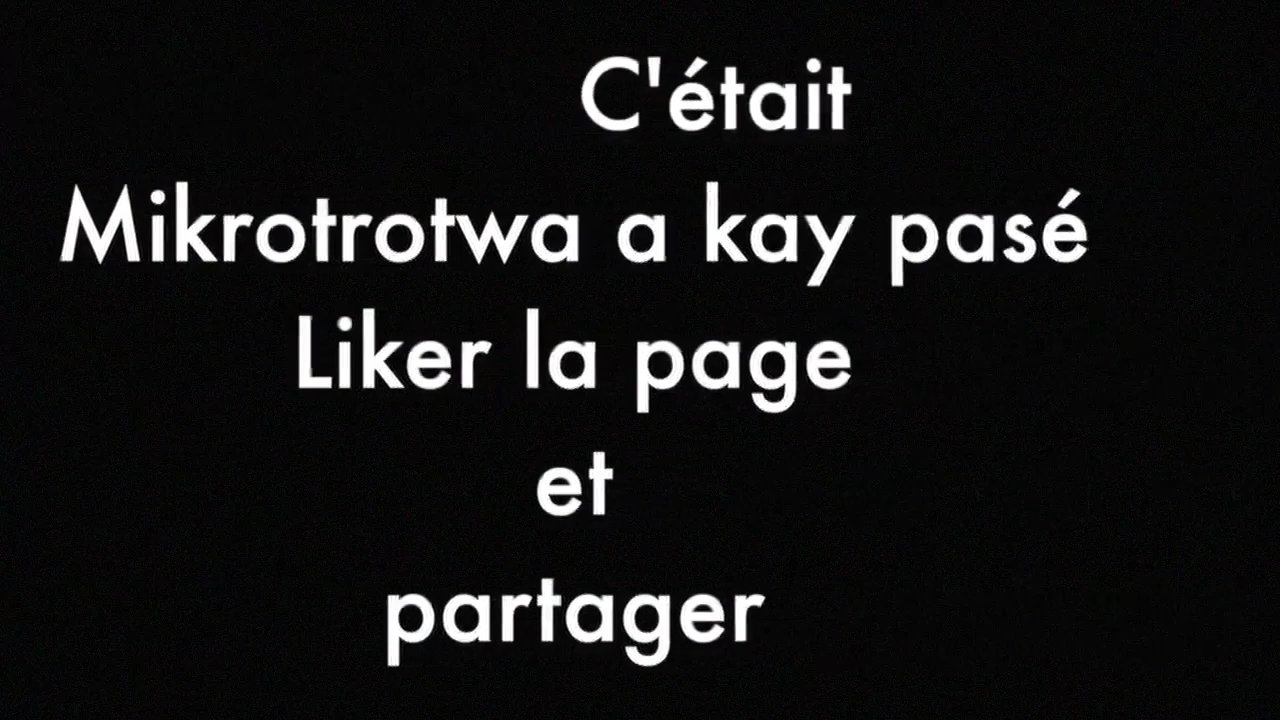 C'était
Mikrotrotwa a kay pasé
Liker la page
et
partager